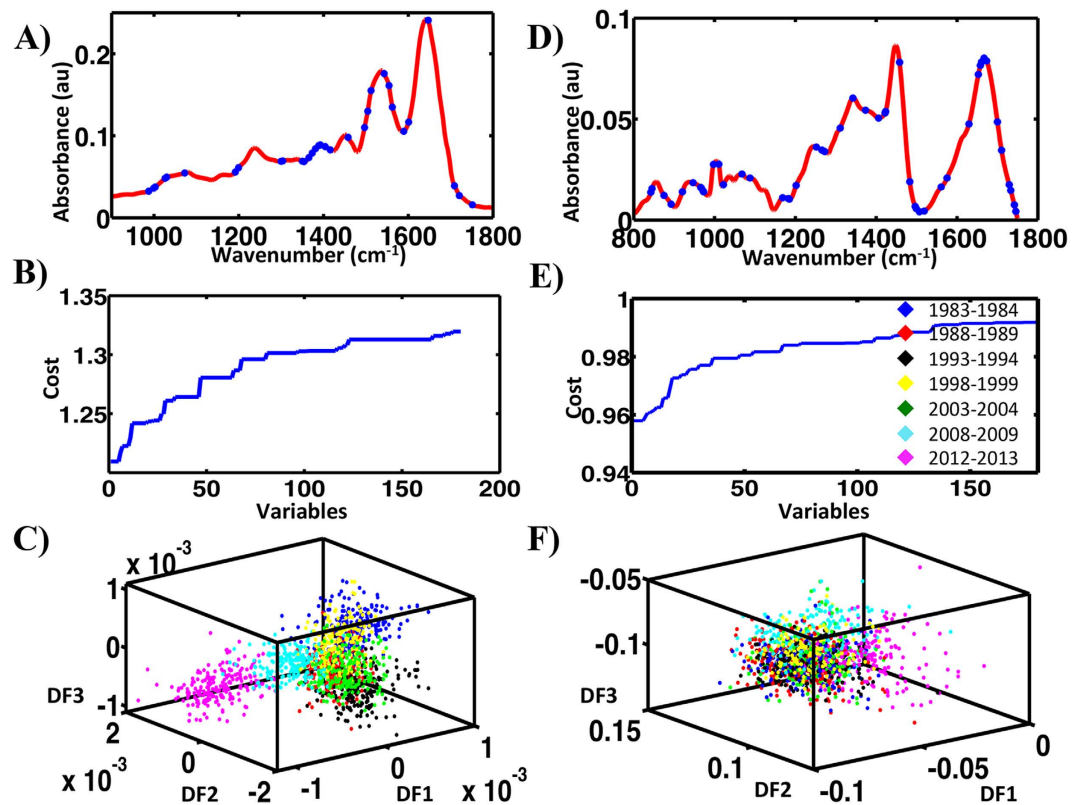 A)
Absorbance (au)
0.2
0.1
0
1000 1200 1400 1600 1800
Wavenumber (cm⁻¹)
D)
Absorbance (au)
0.1
0.05
0
800 1000 1200 1400 1600 1800
Wavenumber (cm⁻¹)
B)
Cost
1.35
1.3
1.25
0 50 100 150 200
Variables
E)
Cost
1
0.98
0.96
0.94
0 50 100 150
Variables
1983-1984
1988-1989
1993-1994
1998-1999
2003-2004
2008-2009
2012-2013
C)
x 10⁻³
1
0
-1
DF3
2
0
-2
x 10⁻³
DF2
-1
0
1
DF1
x 10⁻³
F)
-0.05
-0.1
DF3
0.15
0.1
DF2
-0.1
-0.05
0
DF1